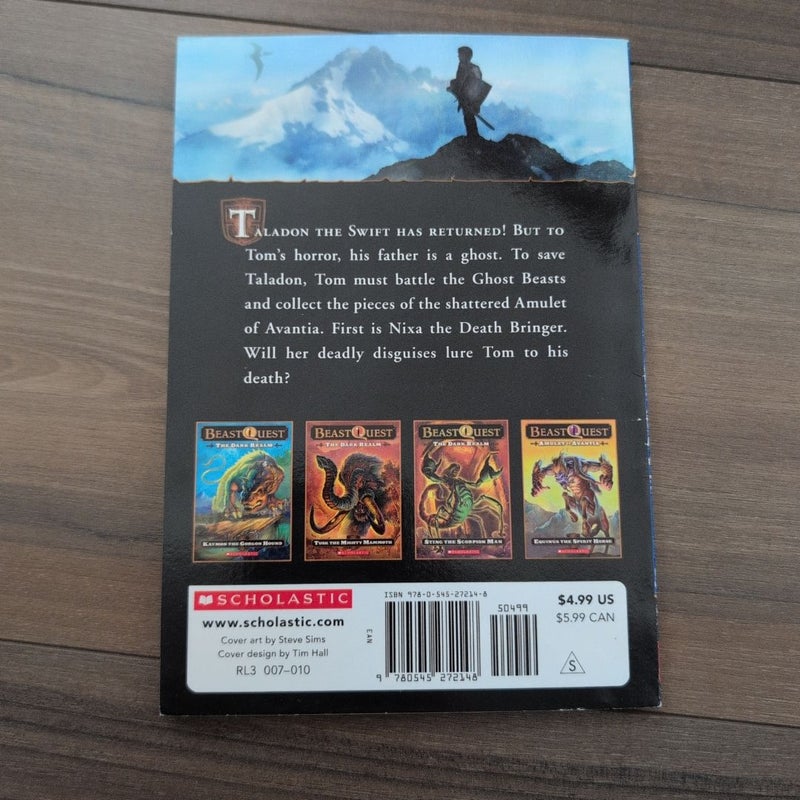 TALADON THE SWIFT HAS RETURNED! BUT TO
Tom's horror, his father is a ghost. To save
Taladon, Tom must battle the Ghost Beasts
and collect the pieces of the shattered Amulet
of Avantia. First is Nixa the Death Bringer.
Will her deadly disguises lure Tom to his
death?
BEAST QUEST
THE DARK REALM
KAYMON THE GORGON HOUND
SCHOLASTIC
BEAST QUEST
THE DARK REALM
TUSK THE MIGHTY MAMMOTH
SCHOLASTIC
BEAST QUEST
THE DARK REALM
STING THE SCORPION MAN
SCHOLASTIC
BEAST QUEST
AMULET OF AVANTIA
EQUINUS THE SPIRIT HORSE
SCHOLASTIC
SCHOLASTIC
www.scholastic.com
Cover art by Steve Sims
Cover design by Tim Hall
RL3 007–010
ISBN 978-0-545-27214-8
EAN
9 780545 272148
50499
$4.99 US
$5.99 CAN
S